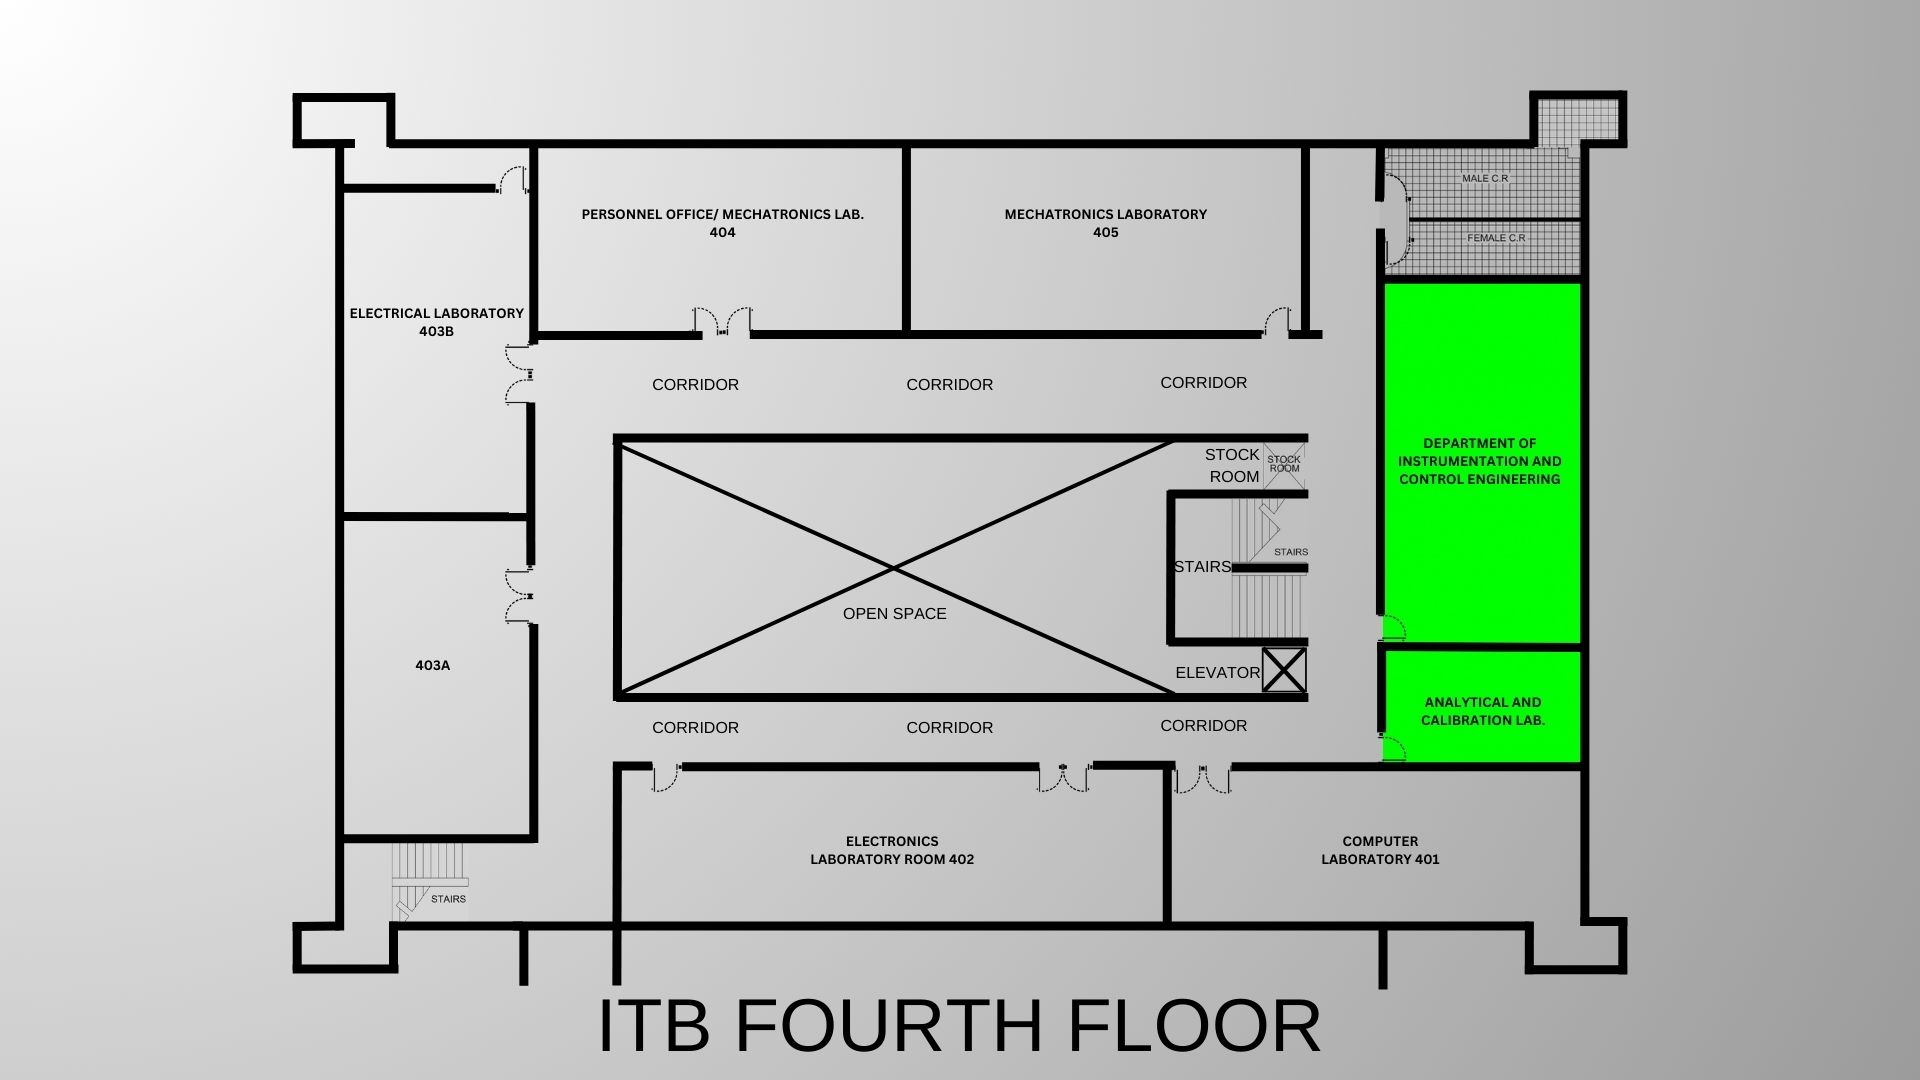 MALE C.R
PERSONNEL OFFICE/ MECHATRONICS LAB.
404
MECHATRONICS LABORATORY
405
FEMALE C.R
ELECTRICAL LABORATORY
403B
CORRIDOR
CORRIDOR
CORRIDOR
DEPARTMENT OF
INSTRUMENTATION AND
CONTROL ENGINEERING
STOCK
ROOM
STOCK
ROOM
STAIRS
STAIRS
OPEN SPACE
403A
ELEVATOR
ANALYTICAL AND
CALIBRATION LAB.
CORRIDOR
CORRIDOR
CORRIDOR
ELECTRONICS
LABORATORY ROOM 402
COMPUTER
LABORATORY 401
STAIRS
ITB FOURTH FLOOR